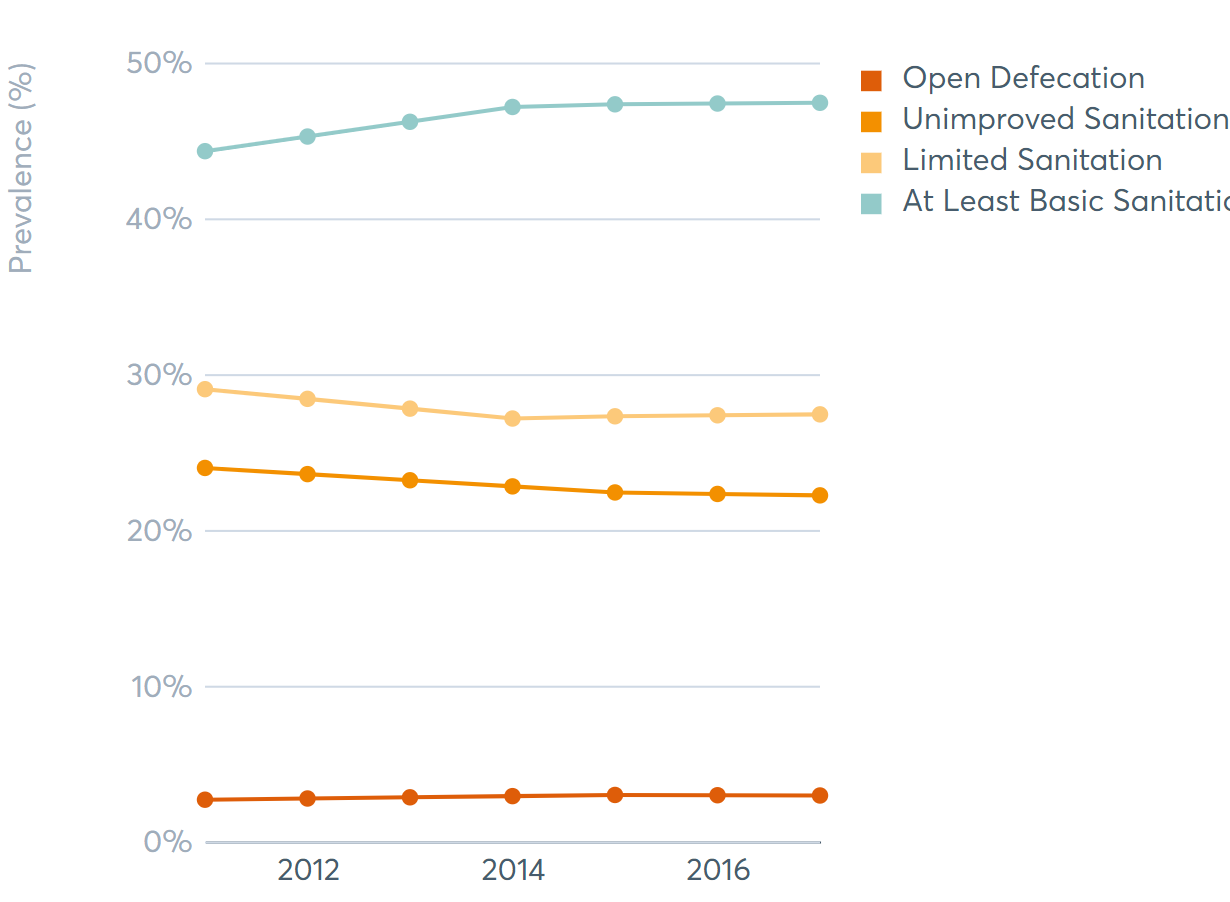 Prevalence (%)
50%
40%
30%
20%
10%
0%
2012
2014
2016
Open Defecation
Unimproved Sanitation
Limited Sanitation
At Least Basic